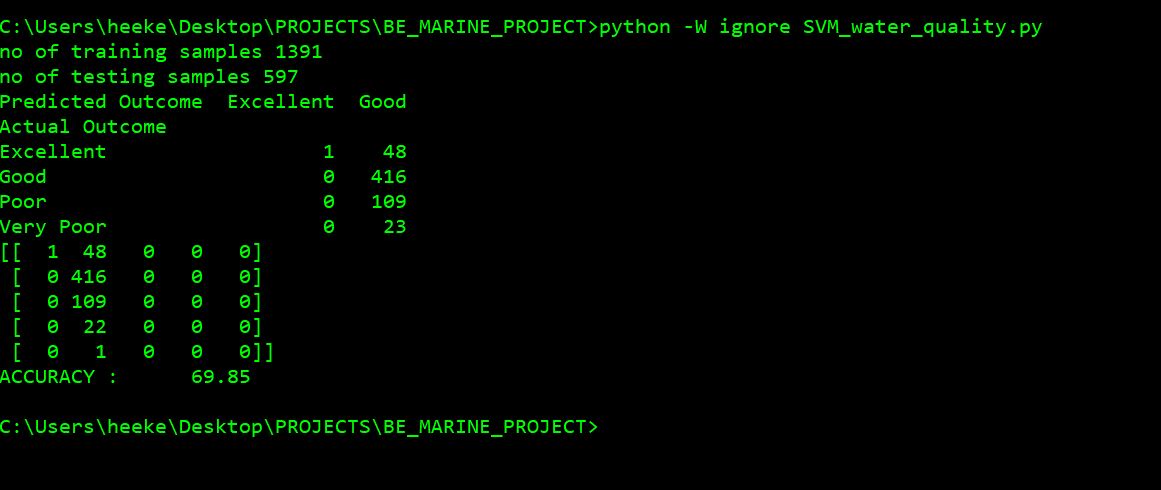 C:\Users\heeke\Desktop\PROJECTS\BE_MARINE_PROJECT>python -W ignore SVM_water_quality.py
no of training samples 1391
no of testing samples 597
Predicted Outcome  Excellent  Good
Actual Outcome
Excellent                  1    48
Good                       0   416
Poor                       0   109
Very Poor                  0    23
[[  1  48   0   0   0]
 [  0 416   0   0   0]
 [  0 109   0   0   0]
 [  0  22   0   0   0]
 [  0   1   0   0   0]]
ACCURACY :      69.85
C:\Users\heeke\Desktop\PROJECTS\BE_MARINE_PROJECT>